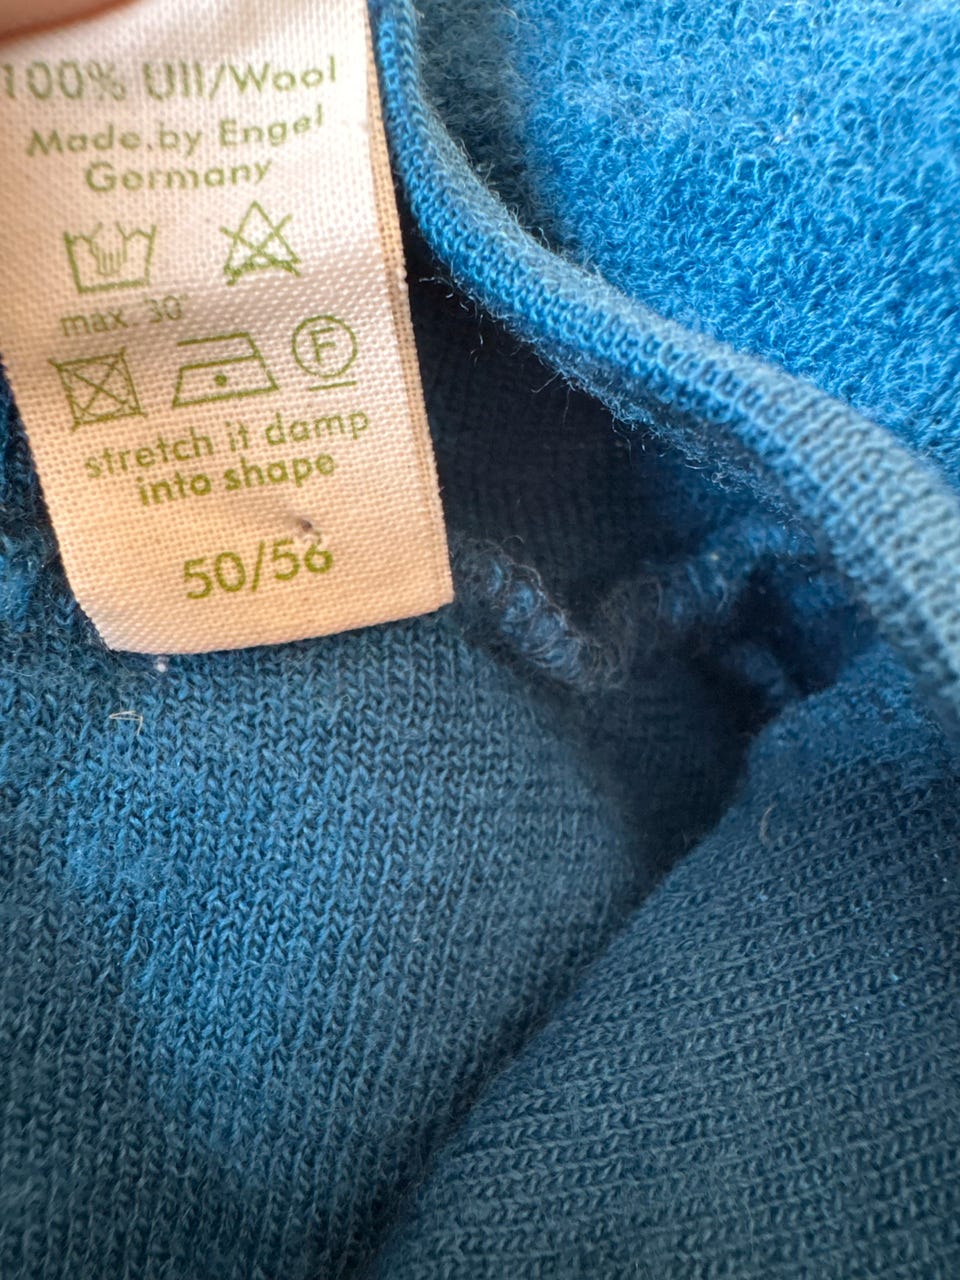 100% Ull/Wool
Made by Engel
Germany
max. 30°
F
stretch it damp
into shape
50/56